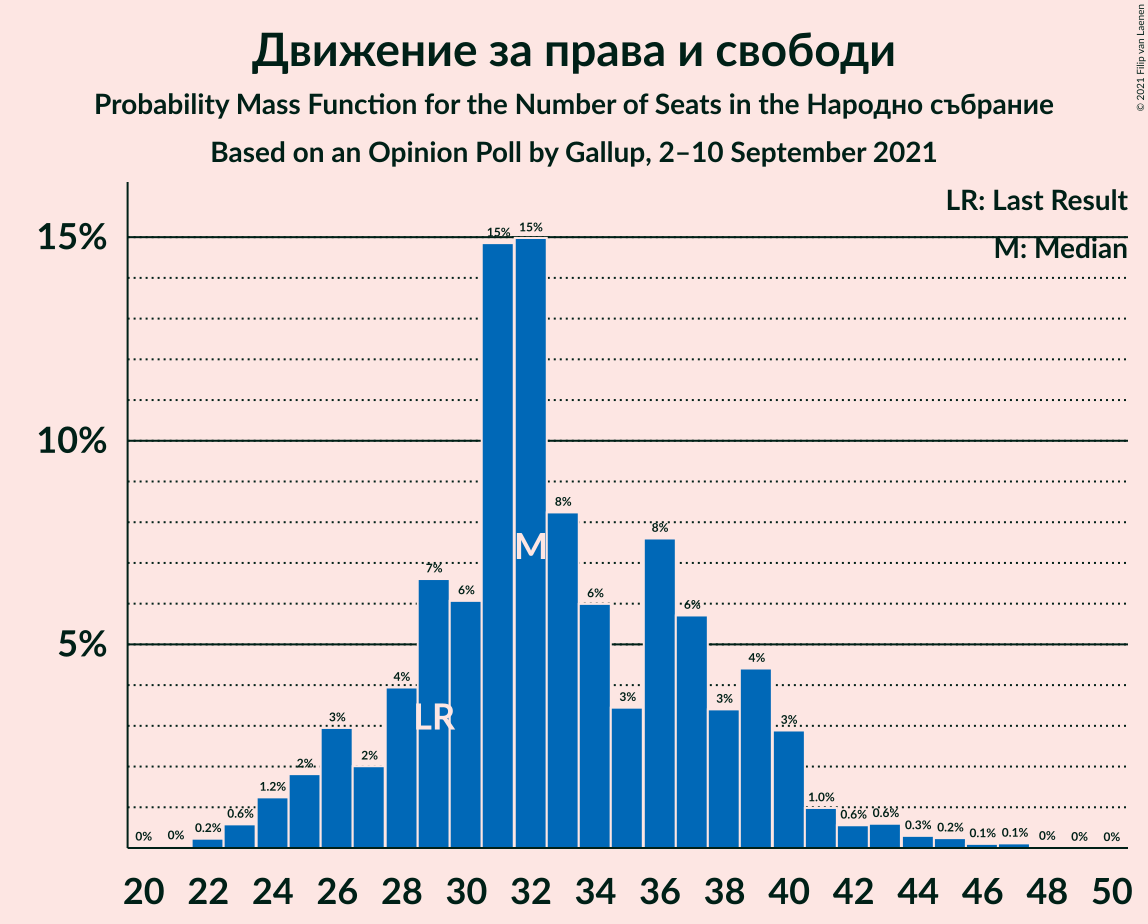 Движение за права и свободи
Probability Mass Function for the Number of Seats in the Народно събрание
Based on an Opinion Poll by Gallup, 2–10 September 2021
© 2021 Filip van Laenen
LR: Last Result
M: Median
15%
10%
5%
0% 0% 0.2% 0.6% 1.2% 2% 3% 2% 4% 7% 6% 15% 15% 8% 6% 3% 8% 6% 3% 4% 3% 1.0% 0.6% 0.6% 0.3% 0.2% 0.1% 0.1% 0% 0% 0%
LR
M
20 22 24 26 28 30 32 34 36 38 40 42 44 46 48 50